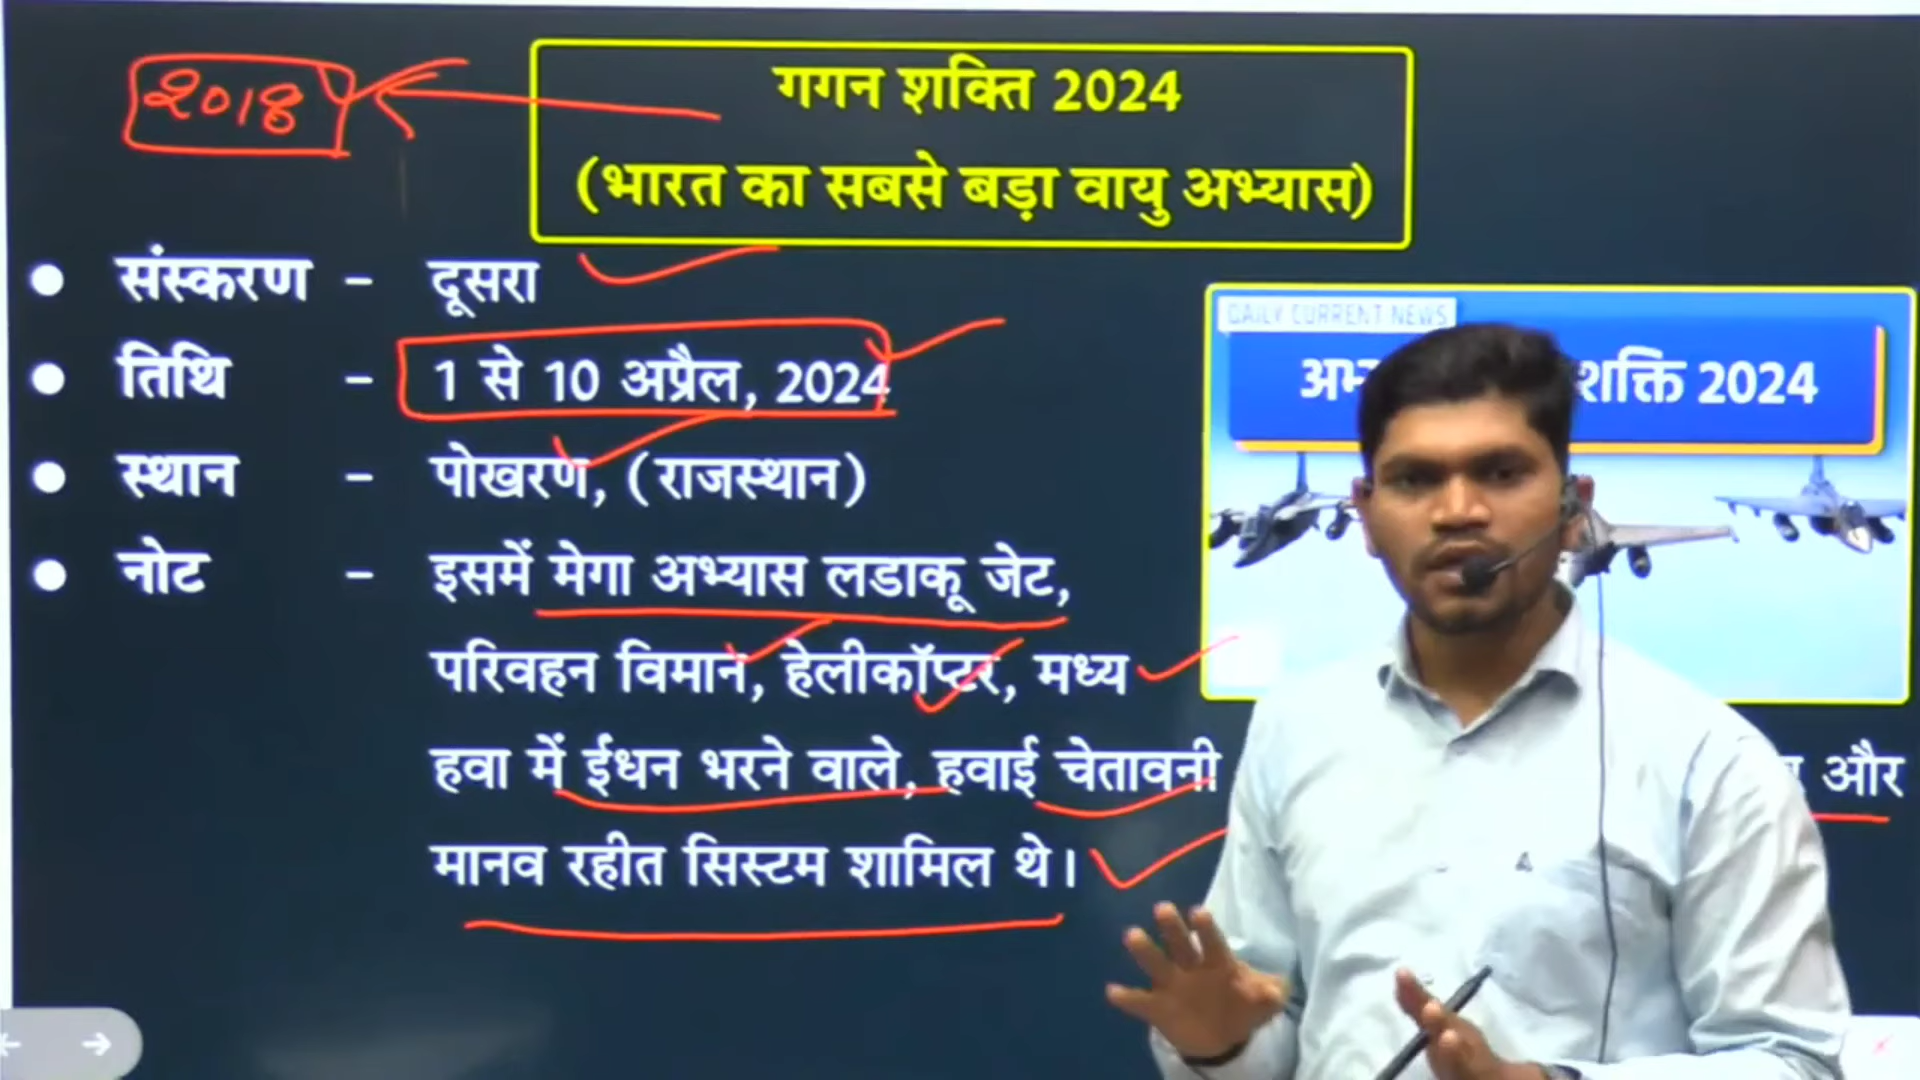 2018
गगन शक्ति 2024
(भारत का सबसे बड़ा वायु अभ्यास)
● संस्करण – दूसरा
● तिथि – 1 से 10 अप्रैल, 2024
● स्थान – पोखरण, (राजस्थान)
● नोट – इसमें मेगा अभ्यास लडाकू जेट,
परिवहन विमान, हेलीकॉप्टर, मध्य
हवा में ईधन भरने वाले, हवाई चेतावनी और
मानव रहीत सिस्टम शामिल थे।
DAILY CURRENT NEWS
शक्ति 2024